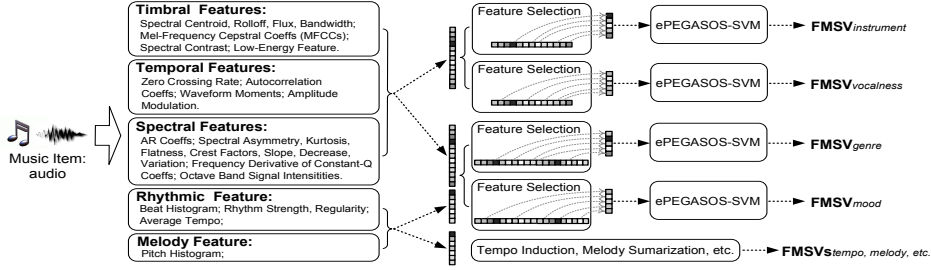 Timbral Features:
Spectral Centroid, Rolloff, Flux, Bandwidth;
Mel-Frequency Cepstral Coeffs (MFCCs);
Spectral Contrast; Low-Energy Feature.
Temporal Features:
Zero Crossing Rate; Autocorrelation
Coeffs; Waveform Moments; Amplitude
Modulation.
Spectral Features:
AR Coeffs; Spectral Asymmetry, Kurtosis,
Flatness, Crest Factors, Slope, Decrease,
Variation; Frequency Derivative of Constant-Q
Coeffs; Octave Band Signal Intensitities.
Rhythmic Feature:
Beat Histogram; Rhythm Strength, Regularity;
Average Tempo;
Melody Feature:
Pitch Histogram;
Music Item:
audio
Feature Selection
ePEGASOS-SVM
FMSVinstrument
Feature Selection
ePEGASOS-SVM
FMSVvocalness
Feature Selection
ePEGASOS-SVM
FMSVgenre
Feature Selection
ePEGASOS-SVM
FMSVmood
Tempo Induction, Melody Sumarization, etc.
FMSVstempo, melody, etc.